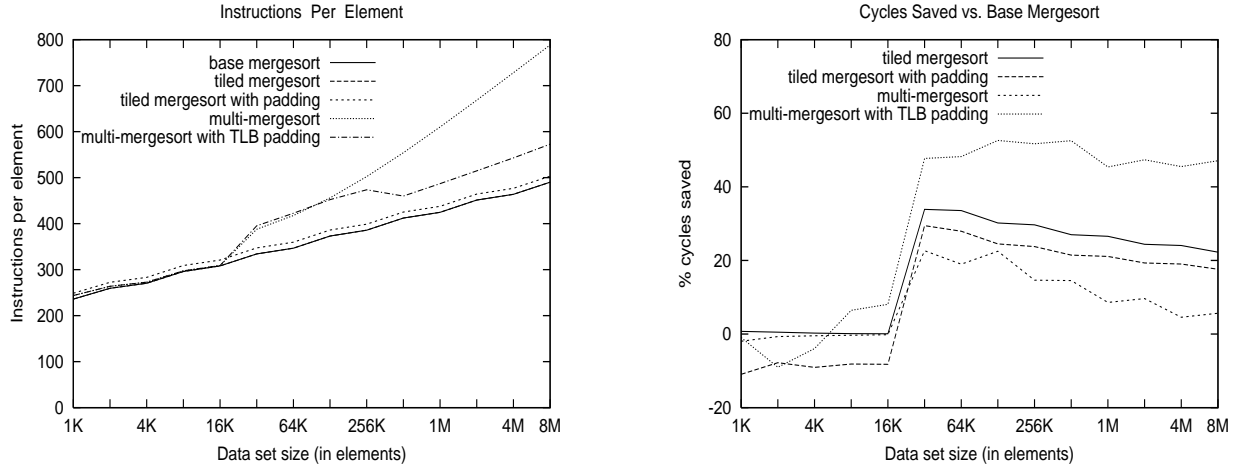 Instructions Per Element
800
700
600
500
400
300
200
100
0
Instructions per element
base mergesort
tiled mergesort
tiled mergesort with padding
multi-mergesort
multi-mergesort with TLB padding
1K 4K 16K 64K 256K 1M 4M 8M
Data set size (in elements)
Cycles Saved vs. Base Mergesort
80
60
40
20
0
-20
% cycles saved
tiled mergesort
tiled mergesort with padding
multi-mergesort
multi-mergesort with TLB padding
1K 4K 16K 64K 256K 1M 4M 8M
Data set size (in elements)